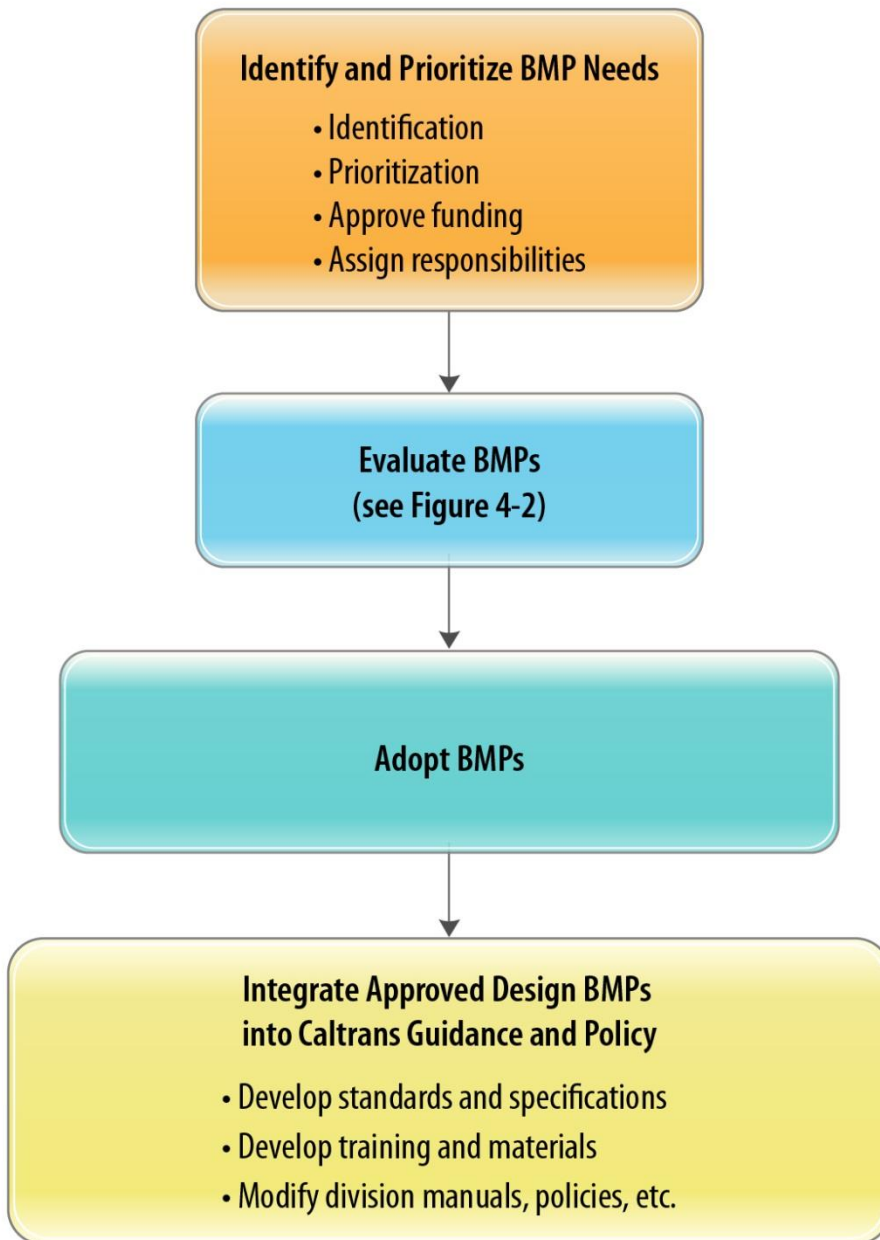 Identify and Prioritize BMP Needs
• Identification
• Prioritization
• Approve funding
• Assign responsibilities
Evaluate BMPs
(see Figure 4-2)
Adopt BMPs
Integrate Approved Design BMPs
into Caltrans Guidance and Policy
• Develop standards and specifications
• Develop training and materials
• Modify division manuals, policies, etc.